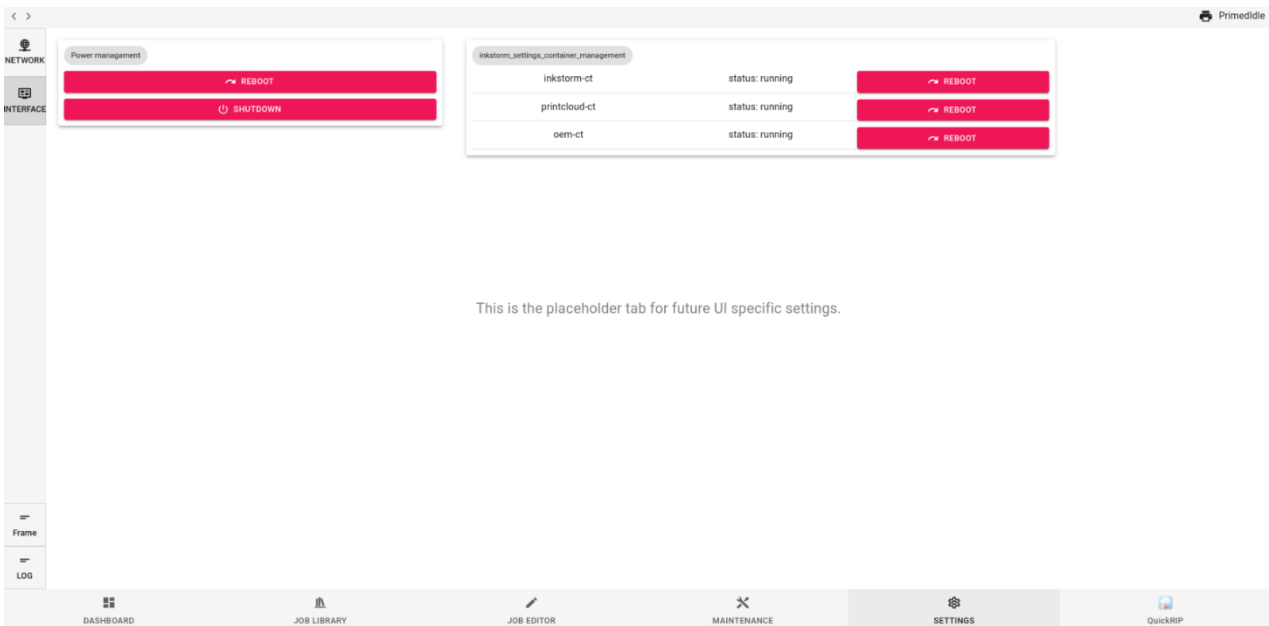 PrimedIdle
NETWORK
INTERFACE
Power managament
REBOOT
SHUTDOWN
inkstorm_settings_container_management
inkstorm-ct status: running REBOOT
printcloud-ct status: running REBOOT
oem-ct status: running REBOOT
This is the placeholder tab for future UI specific settings.
Frame
LOG
DASHBOARD JOB LIBRARY JOB EDITOR MAINTENANCE SETTINGS QuickRIP